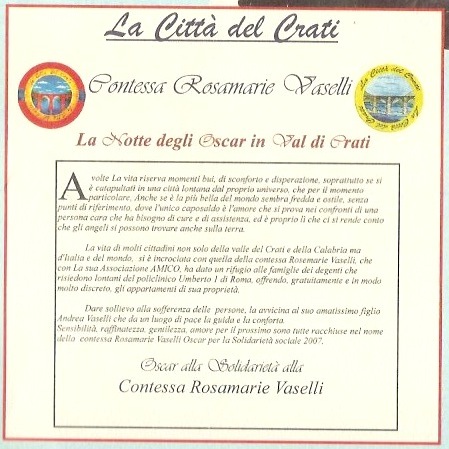 La Città del Crati
Contessa Rosamarie Vaselli
La Città del Crati
La Notte degli Oscar in Val di Crati
A volte La vita riserva momenti bui, di sconforto e disperazione, soprattutto se si
è catapultati in una città lontana dal proprio universo, che per il momento
particolare, Anche se è la più bella del mondo sembra fredda e ostile, senza
punti di riferimento, dove l'unico caposaldo è l'amore che si prova nei confronti di una
persona cara che ha bisogno di cure e di assistenza, ed è proprio lì che ci si rende conto
che gli angeli si possono trovare anche sulla terra.
La vita di molti cittadini non solo della valle del Crati e della Calabria ma
d'Italia e del mondo, si è incrociata con quella della contessa Rosamarie Vaselli, che
con La sua Associazione AMICO, ha dato un rifugio alle famiglie dei degenti che
risiedono lontani del policlinico Umberto I di Roma, offrendo, gratuitamente e in modo
molto discreto, gli appartamenti di sua proprietà.
Dare sollievo alla sofferenza delle persone, la avvicina al suo amatissimo figlio
Andrea Vaselli che da un luogo di pace la guida e la conforta.
Sensibilità, raffinatezza, gentilezza, amore per il prossimo sono tutte racchiuse nel nome
della contessa Rosamarie Vaselli Oscar per la Solidarietà sociale 2007.
Oscar alla Solidarietà alla
Contessa Rosamarie Vaselli